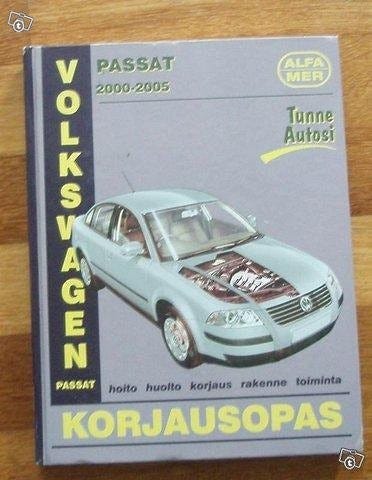 VOLKSWAGEN
PASSAT
PASSAT
2000-2005
ALFA
MER
Tunne
Autosi
hoito huolto korjaus rakenne toiminta
KORJAUSOPAS